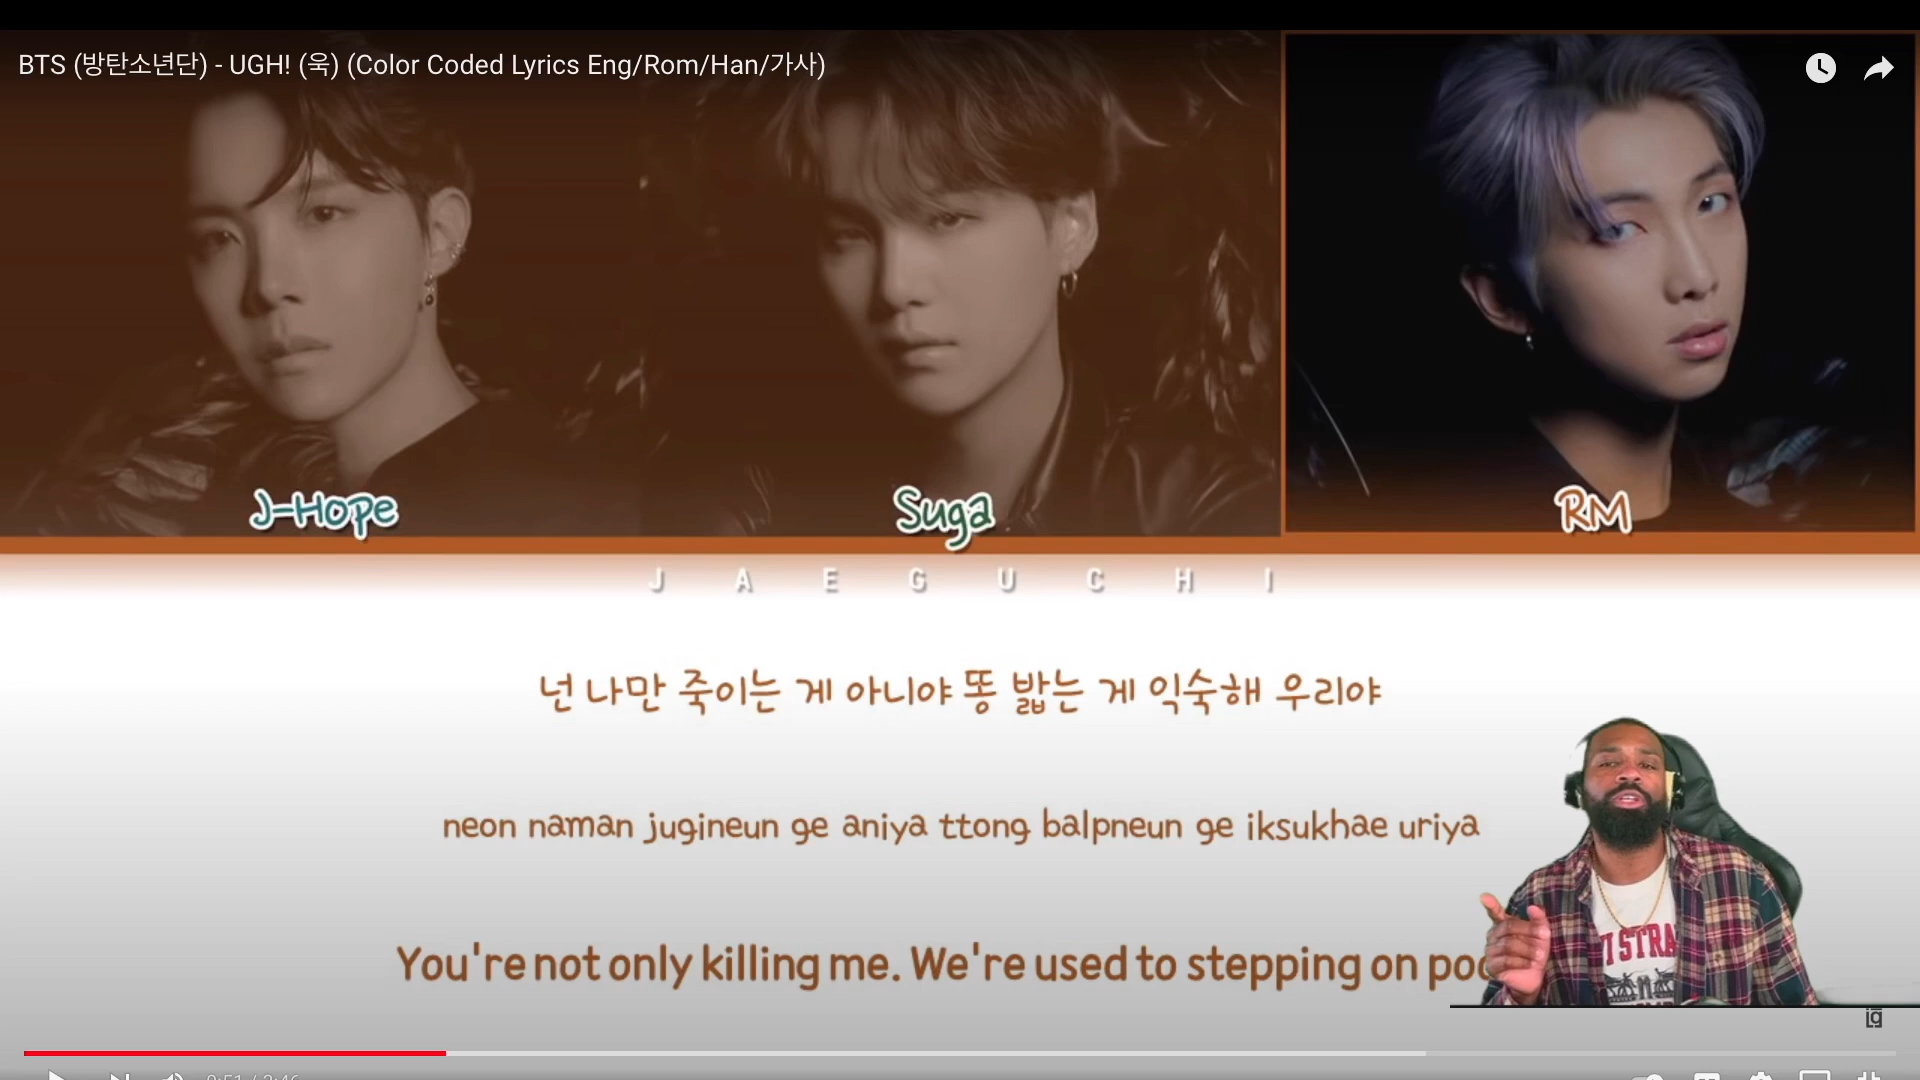 BTS (방탄소년단) - UGH! (욱) (Color Coded Lyrics Eng/Rom/Han/가사)
J-Hope
Suga
RM
JAEGUCHI
넌 나만 죽이는 게 아니야 똥 밟는 게 익숙해 우리야
neon naman jugineun ge aniya ttong balpneun ge iksukhae uriya
You're not only killing me. We're used to stepping on
STRA